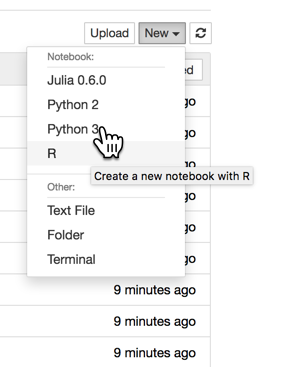 Upload New
Notebook:
ed
Julia 0.6.0
go
Python 2
go
Python 3
go
R
Create a new notebook with R
Other:
Text File
go
Folder
go
Terminal
go
9 minutes ago
9 minutes ago
9 minutes ago